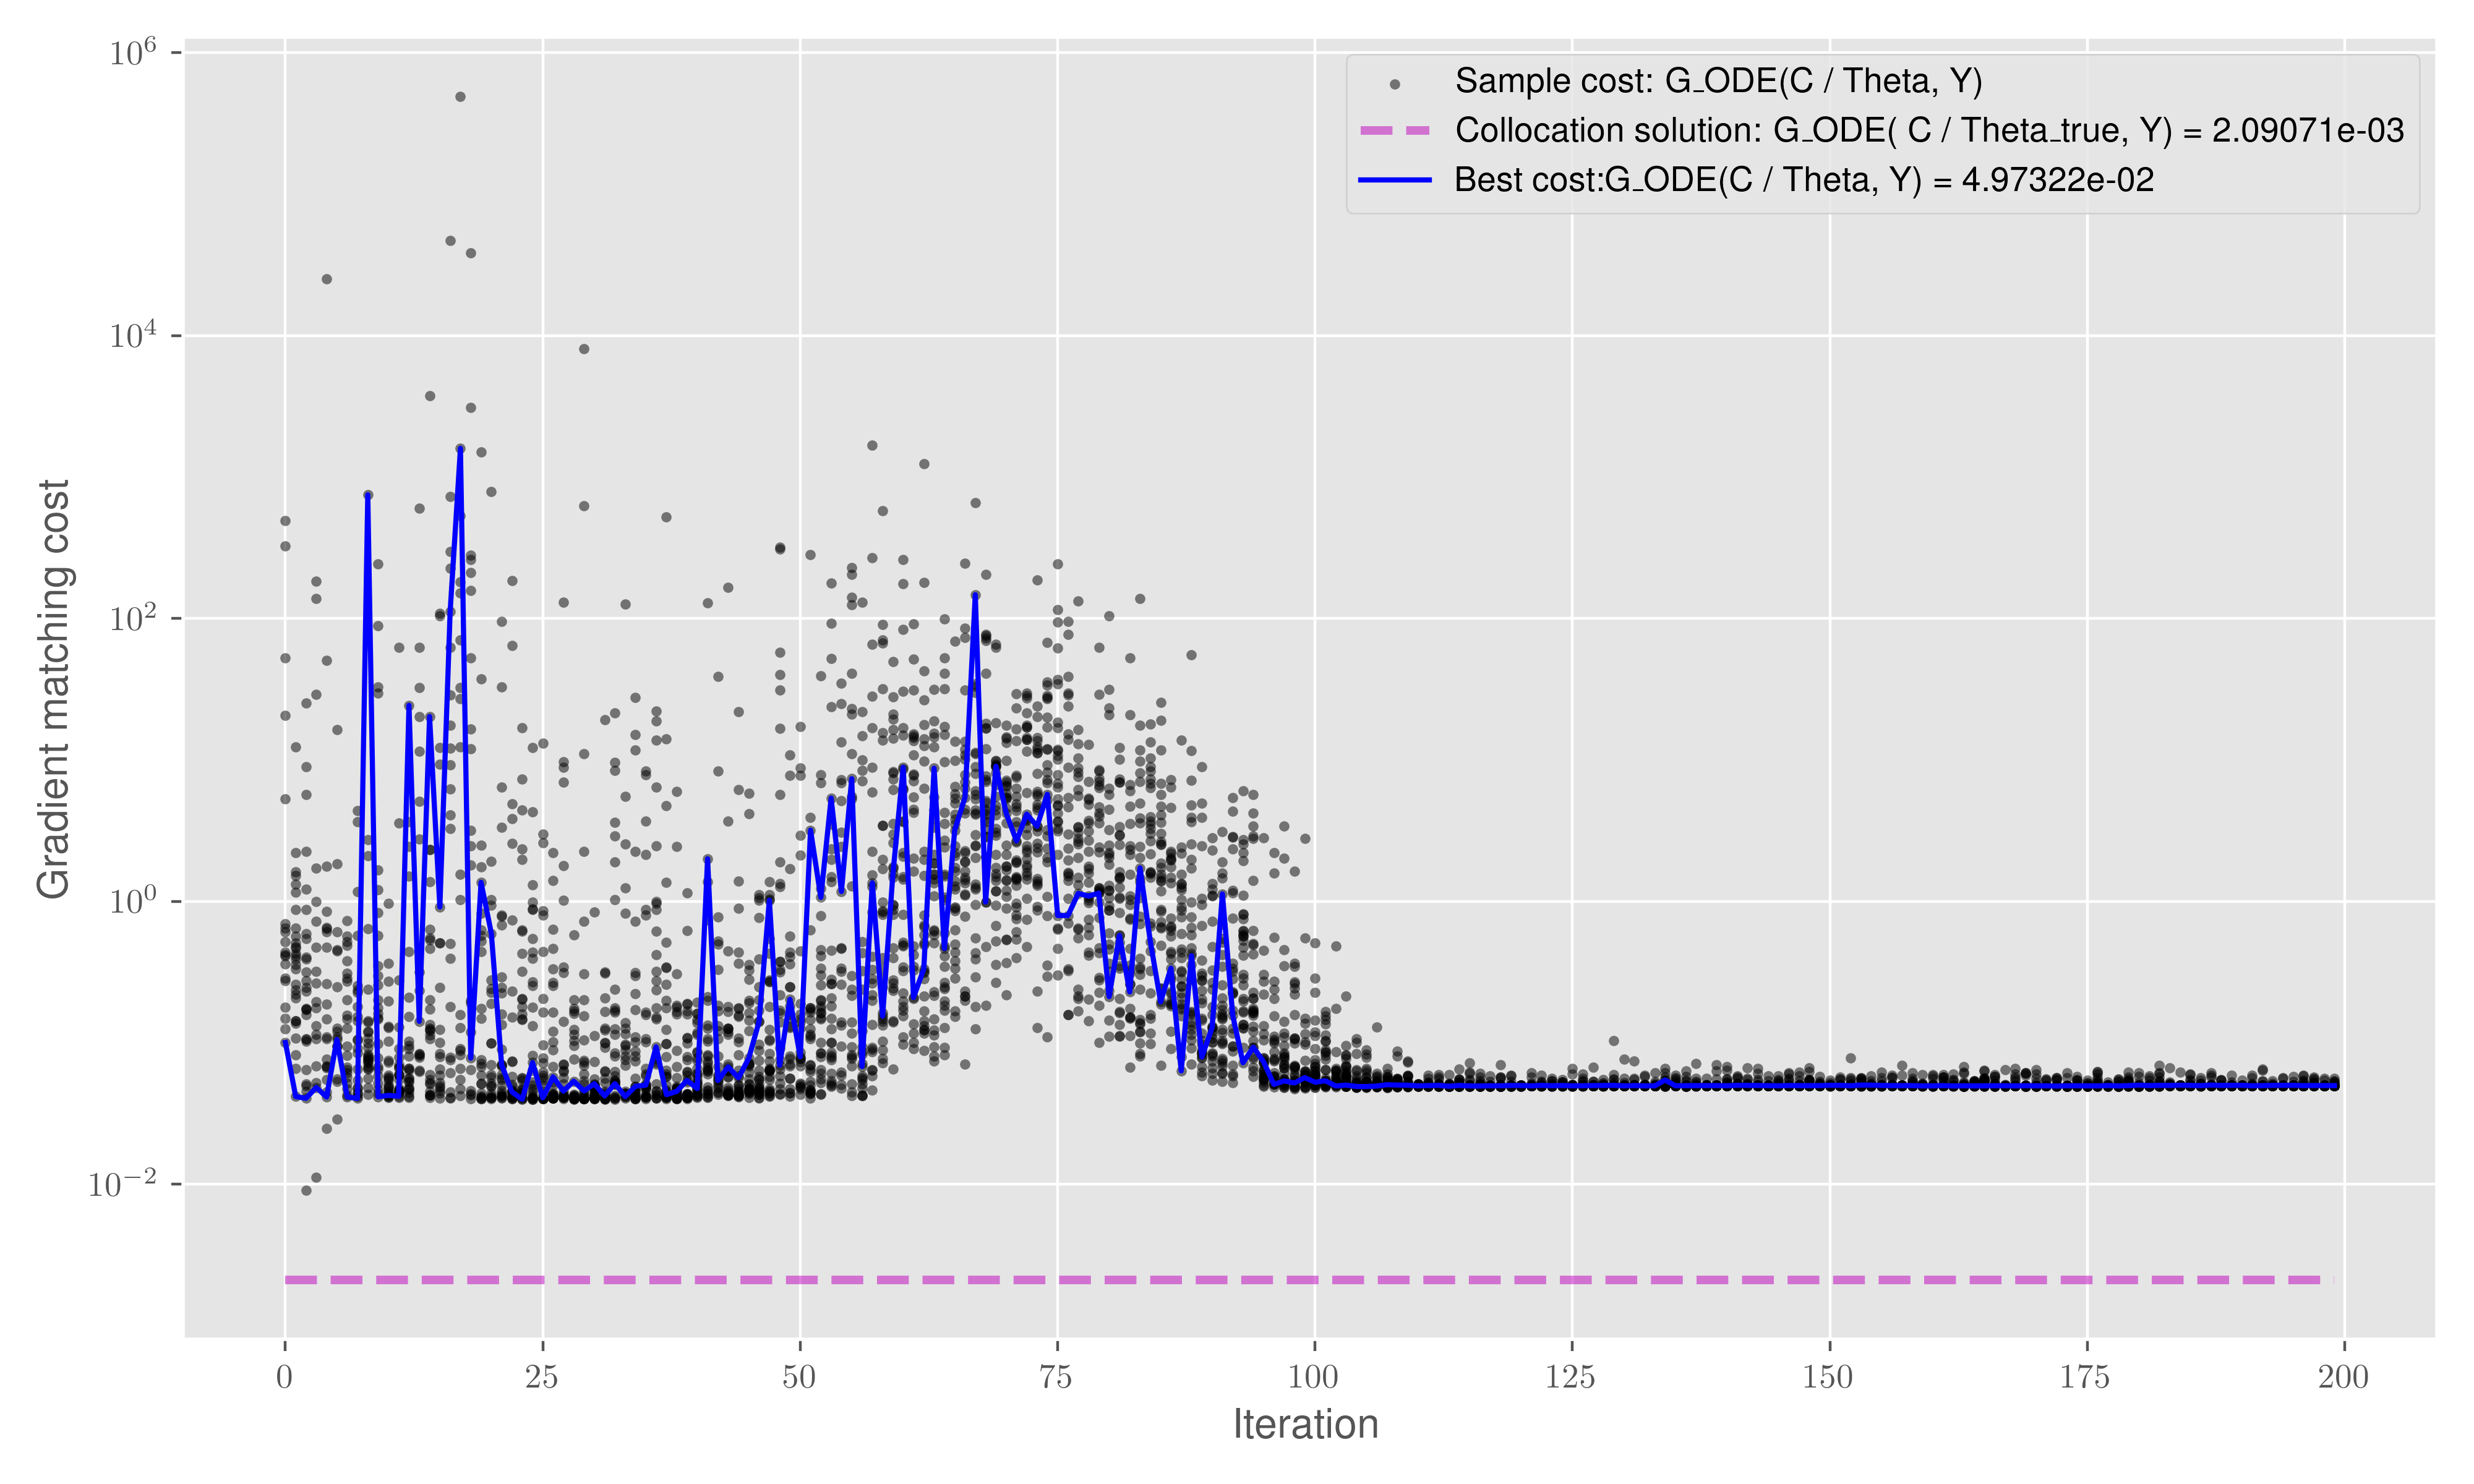 10^6
10^4
10^2
10^0
10^−2
Gradient matching cost
Sample cost: G_ODE(C / Theta, Y)
Collocation solution: G_ODE( C / Theta_true, Y) = 2.09071e-03
Best cost:G_ODE(C / Theta, Y) = 4.97322e-02
0 25 50 75 100 125 150 175 200
Iteration